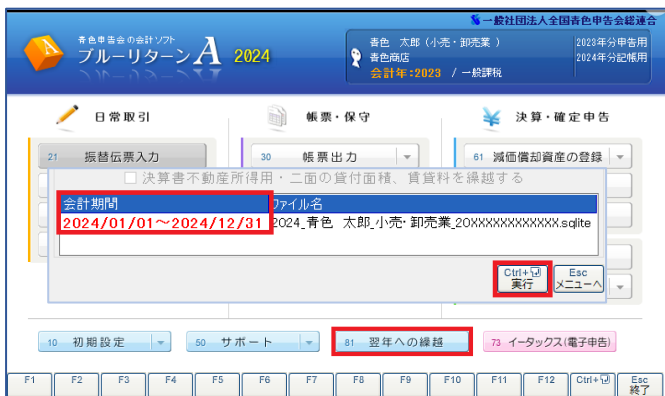 一般社団法人全国青色申告会総連合
青色申告会の会計ソフト
ブルーリターンA 2024
青色 太郎（小売・卸売業 ）
青色商店
会計年:2023 / 一般課税
2023年分申告用
2024年分記帳用
日常取引
帳票・保守
決算・確定申告
21 振替伝票入力
30 帳票出力
61 減価償却資産の登録
決算書不動産所得用・二面の貸付面積、賃貸料を繰越する
会計期間 ファイル名
2024/01/01～2024/12/31 2024_青色 太郎_小売・卸売業_20XXXXXXXXXXXX.sqlite
Ctrl+
実行
Esc
メニューへ
10 初期設定
50 サポート
81 翌年への繰越
73 イータックス(電子申告)
F1 F2 F3 F4 F5 F6 F7 F8 F9 F10 F11 F12 Ctrl+ Esc
終了